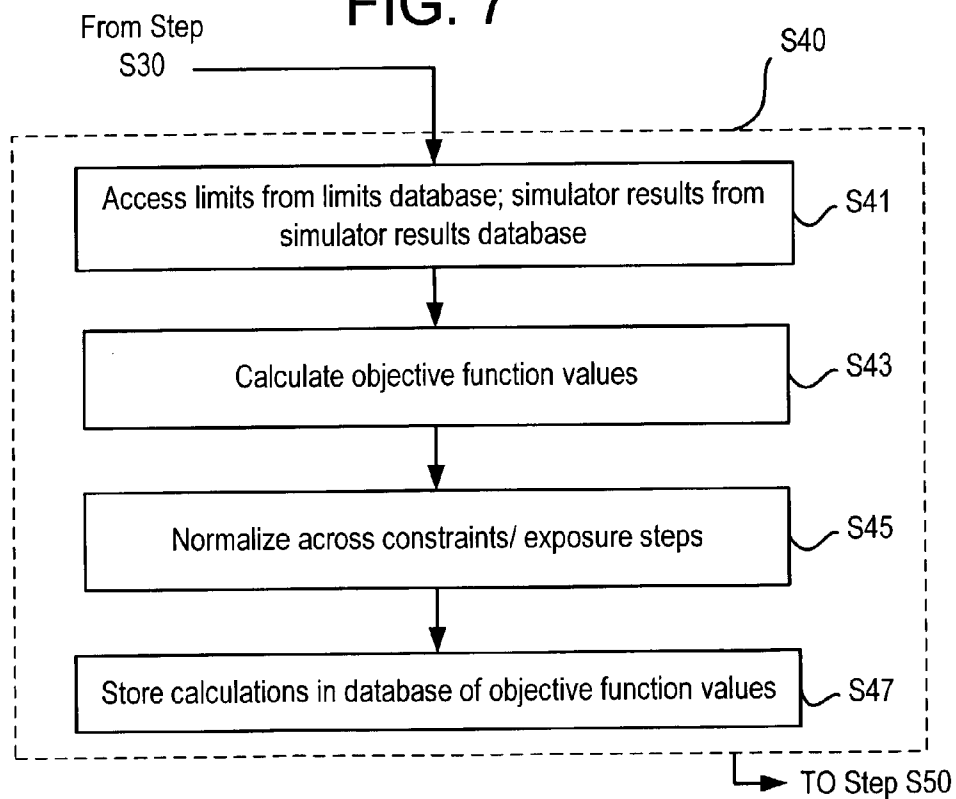 FIG. 7
From Step
S30
S40
Access limits from limits database; simulator results from
simulator results database
S41
Calculate objective function values
S43
Normalize across constraints/ exposure steps
S45
Store calculations in database of objective function values
S47
TO Step S50